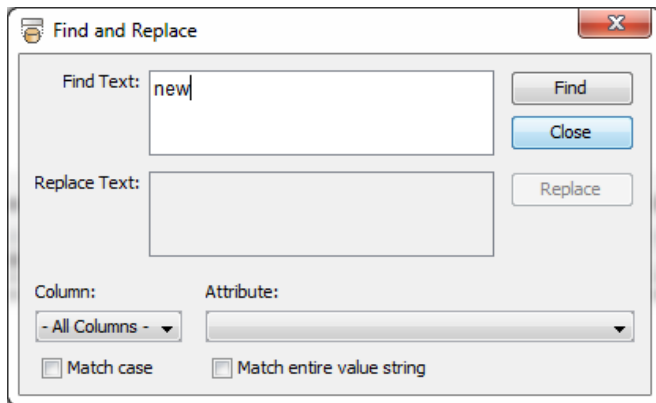 Find and Replace
Find Text:
new
Find
Close
Replace Text:
Replace
Column:
Attribute:
- All Columns -
Match case
Match entire value string